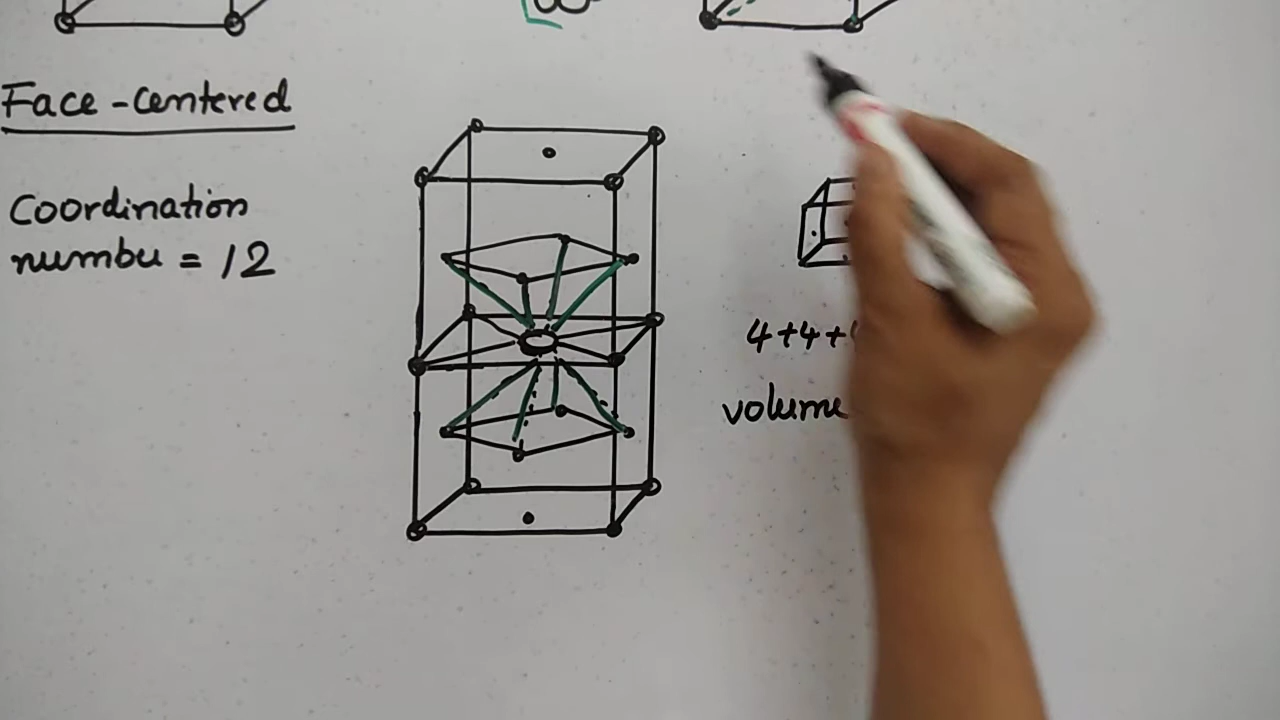 Face-centered
Coordination
numbu = 12
4+4+
volume